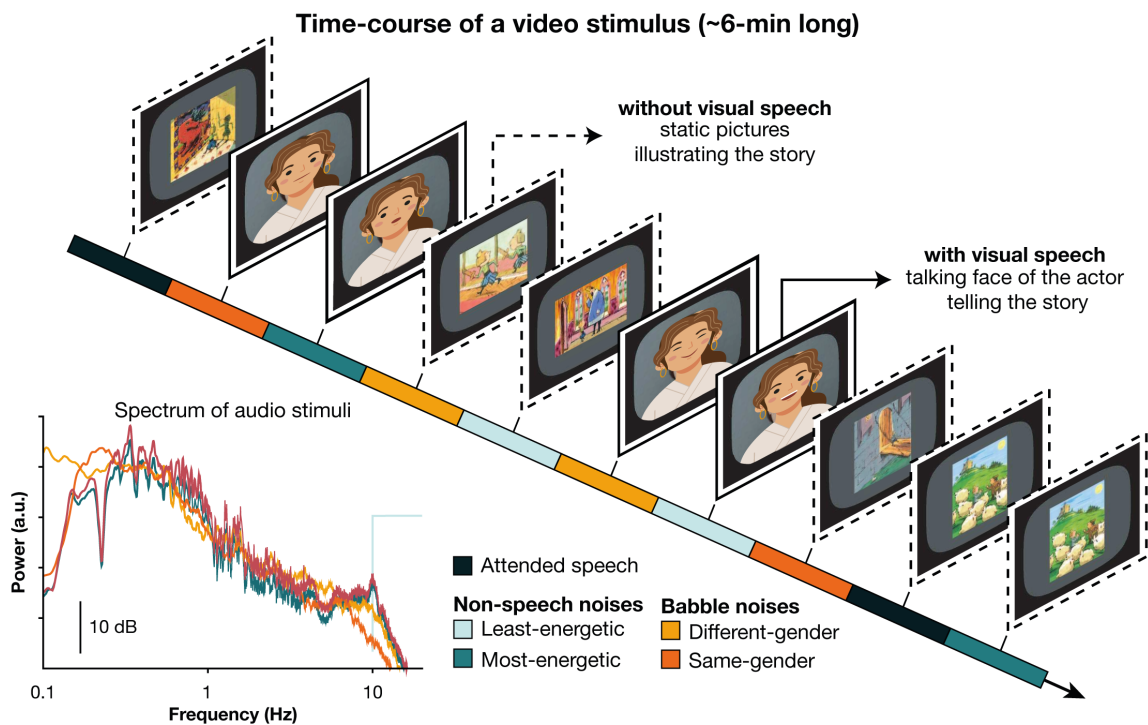 Time-course of a video stimulus (~6-min long)
without visual speech
static pictures
illustrating the story
with visual speech
talking face of the actor
telling the story
Spectrum of audio stimuli
Power (a.u.)
10 dB
0.1
1
10
Frequency (Hz)
Attended speech
Non-speech noises
Least-energetic
Most-energetic
Babble noises
Different-gender
Same-gender